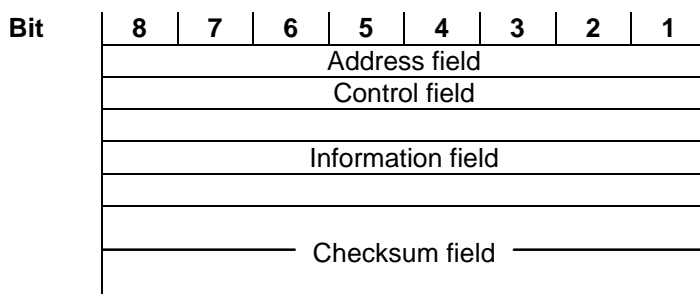 Bit 8 7 6 5 4 3 2 1
Address field
Control field
Information field
Checksum field